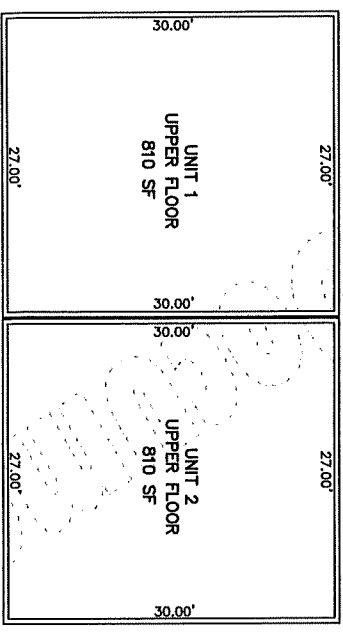 30.00'
27.00'
UNIT 1
UPPER FLOOR
810 SF
27.00'
30.00'
30.00'
27.00'
UNIT 2
UPPER FLOOR
810 SF
27.00'
30.00'